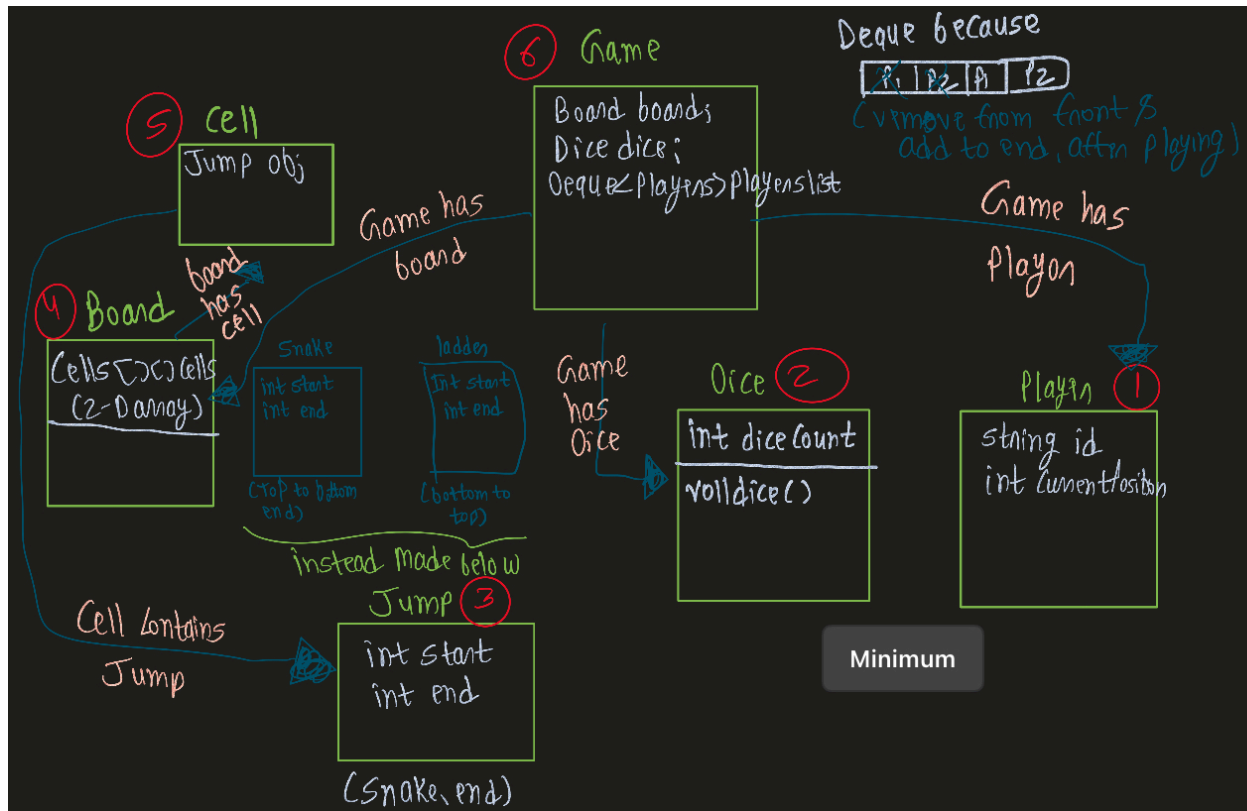 Deque because
P1 P2 P1 P2
(remove from front &
add to end, after playing)
6 Game
Board board;
Dice dice;
Deque<Players>Playerslist
5 Cell
Jump obj
Game has
board
Game has
Player
board
has
cell
4 Board
Cells[][]cells
(2-D array)
Snake
int start
int end
(Top to bottom
end)
ladder
Int start
int end
(bottom to
top)
Game
has
Dice
Dice 2
int dice Count
rolldice()
Player 1
string id
int CurrentPosition
instead made below
Jump 3
int start
int end
(Snake, end)
Cell Contains
Jump
Minimum